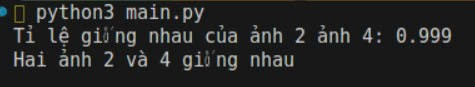 python3 main.py
Tỉ lệ giống nhau của ảnh 2 ảnh 4: 0.999
Hai ảnh 2 và 4 giống nhau